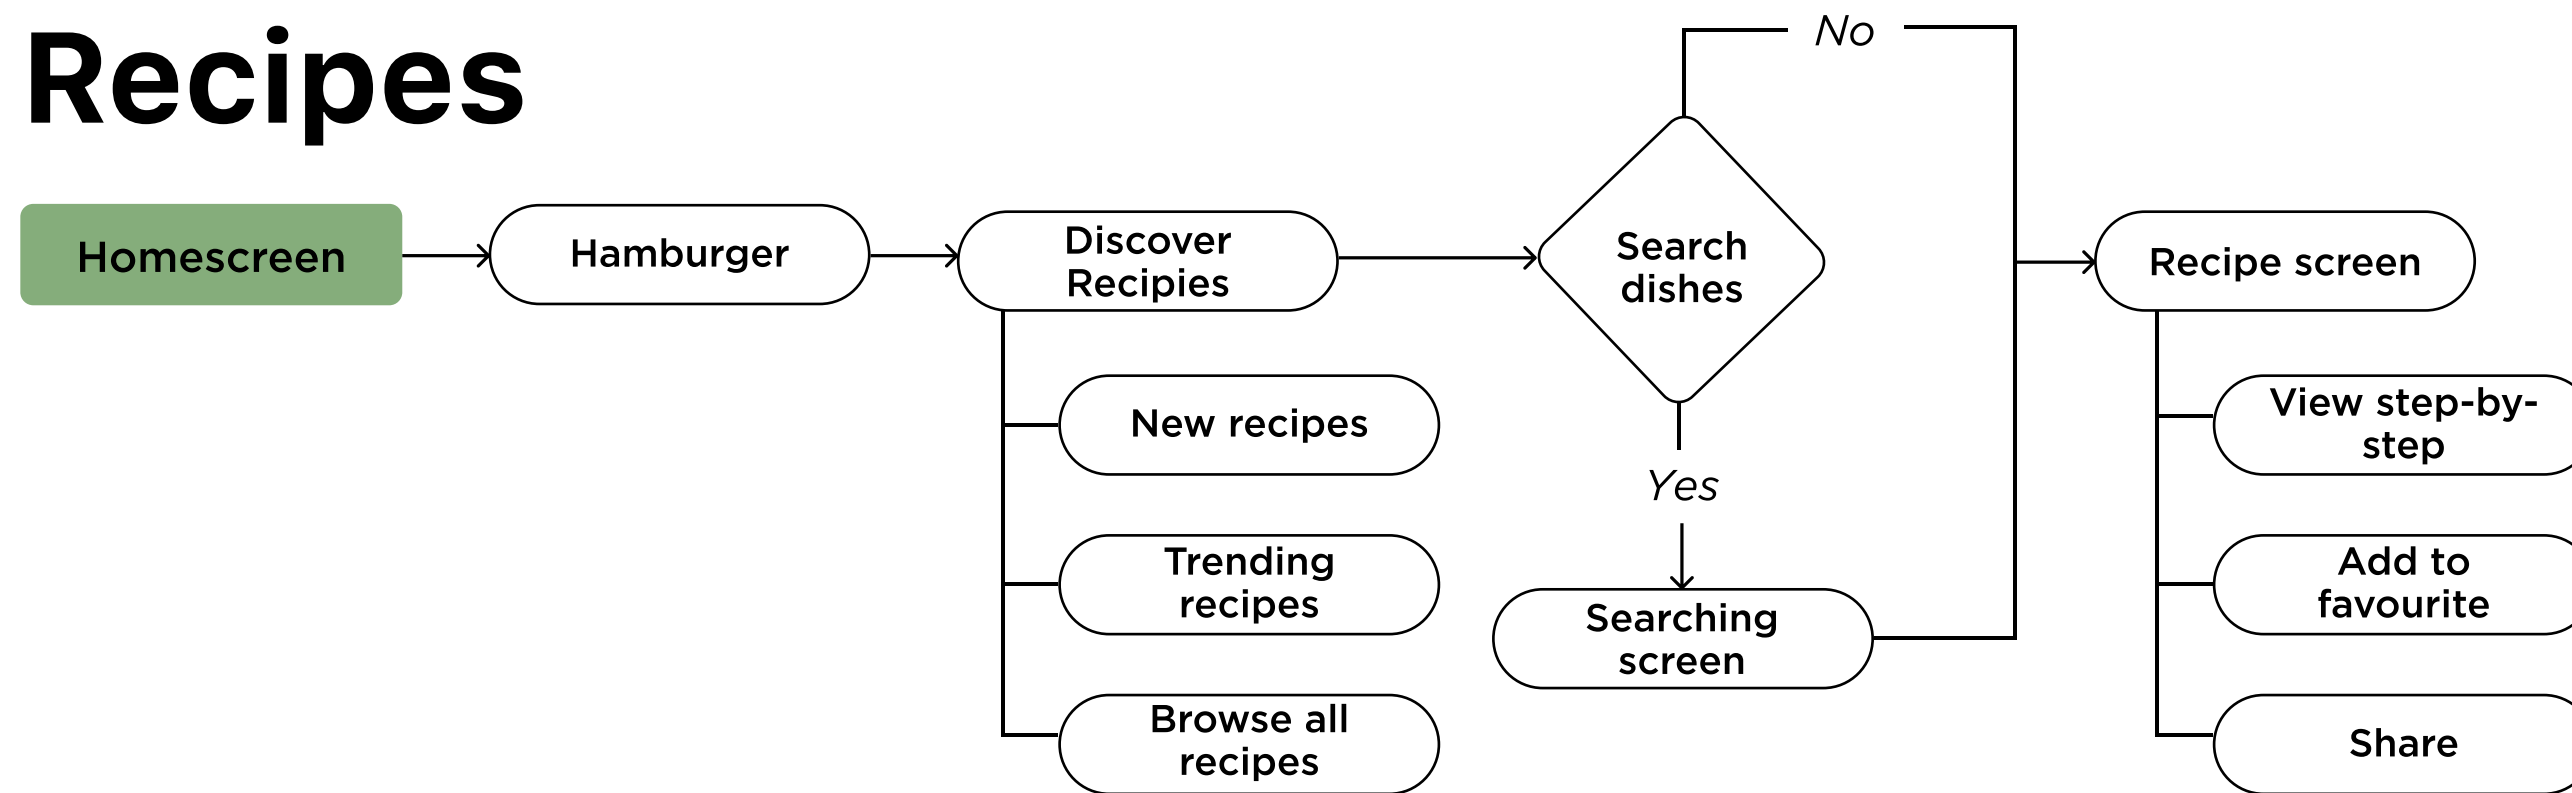 Recipes
No
Homescreen
Hamburger
Discover
Recipies
Search
dishes
Recipe screen
New recipes
Trending
recipes
Browse all
recipes
Yes
Searching
screen
View step-by-
step
Add to
favourite
Share